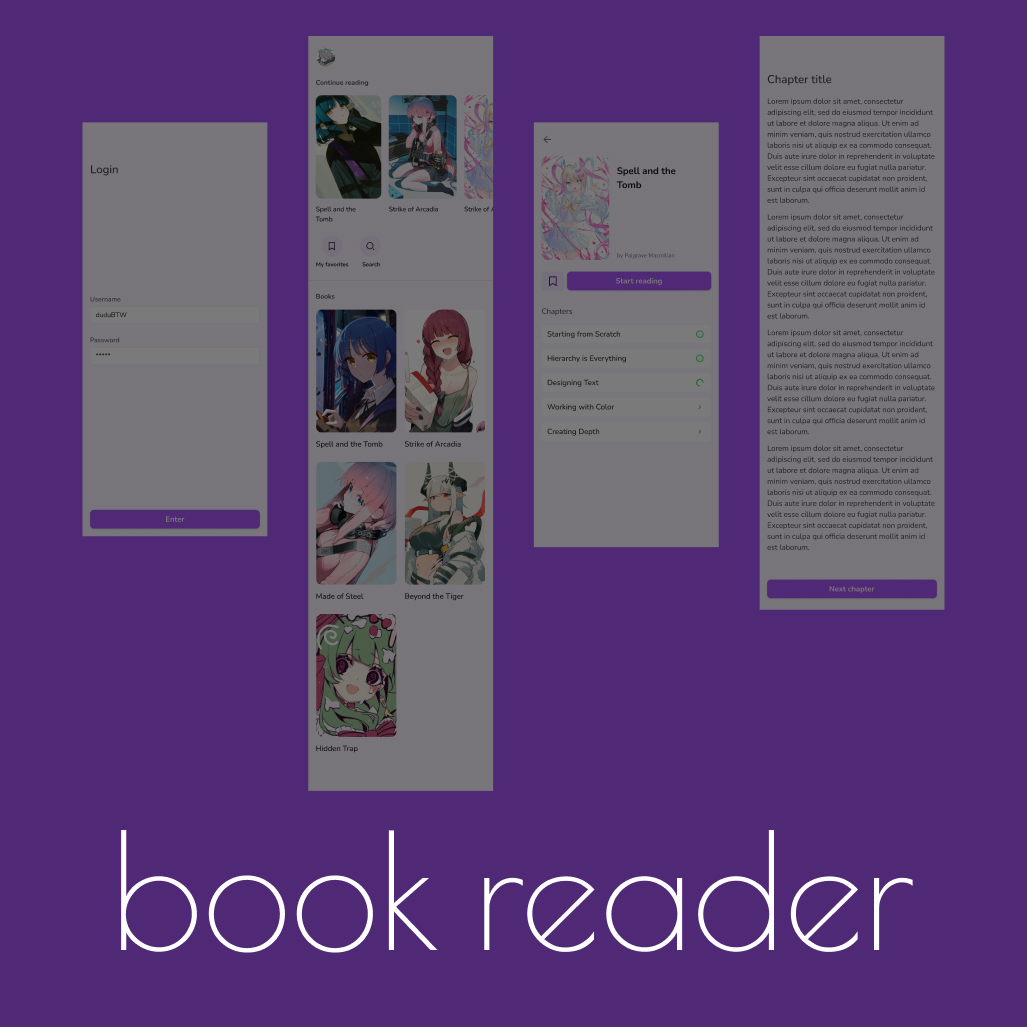 Login
Username
duduBTW
Password
•••••
Enter
Continue reading
Spell and the
Tomb
Strike of Arcadia
Strike of A
My favorites
Search
Books
Spell and the Tomb
Strike of Arcadia
Made of Steel
Beyond the Tiger
Hidden Trap
Spell and the
Tomb
by Palgrove Macmillan
Start reading
Chapters
Starting from Scratch
Hierarchy is Everything
Designing Text
Working with Color
Creating Depth
Chapter title
Lorem ipsum dolor sit amet, consectetur
adipiscing elit, sed do eiusmod tempor incididunt
ut labore et dolore magna aliqua. Ut enim ad
minim veniam, quis nostrud exercitation ullamco
laboris nisi ut aliquip ex ea commodo consequat.
Duis aute irure dolor in reprehenderit in voluptate
velit esse cillum dolore eu fugiat nulla pariatur.
Excepteur sint occaecat cupidatat non proident,
sunt in culpa qui officia deserunt mollit anim id
est laborum.
Lorem ipsum dolor sit amet, consectetur
adipiscing elit, sed do eiusmod tempor incididunt
ut labore et dolore magna aliqua. Ut enim ad
minim veniam, quis nostrud exercitation ullamco
laboris nisi ut aliquip ex ea commodo consequat.
Duis aute irure dolor in reprehenderit in voluptate
velit esse cillum dolore eu fugiat nulla pariatur.
Excepteur sint occaecat cupidatat non proident,
sunt in culpa qui officia deserunt mollit anim id
est laborum.
Lorem ipsum dolor sit amet, consectetur
adipiscing elit, sed do eiusmod tempor incididunt
ut labore et dolore magna aliqua. Ut enim ad
minim veniam, quis nostrud exercitation ullamco
laboris nisi ut aliquip ex ea commodo consequat.
Duis aute irure dolor in reprehenderit in voluptate
velit esse cillum dolore eu fugiat nulla pariatur.
Excepteur sint occaecat cupidatat non proident,
sunt in culpa qui officia deserunt mollit anim id
est laborum.
Lorem ipsum dolor sit amet, consectetur
adipiscing elit, sed do eiusmod tempor incididunt
ut labore et dolore magna aliqua. Ut enim ad
minim veniam, quis nostrud exercitation ullamco
laboris nisi ut aliquip ex ea commodo consequat.
Duis aute irure dolor in reprehenderit in voluptate
velit esse cillum dolore eu fugiat nulla pariatur.
Excepteur sint occaecat cupidatat non proident,
sunt in culpa qui officia deserunt mollit anim id
est laborum.
Next chapter
book reader